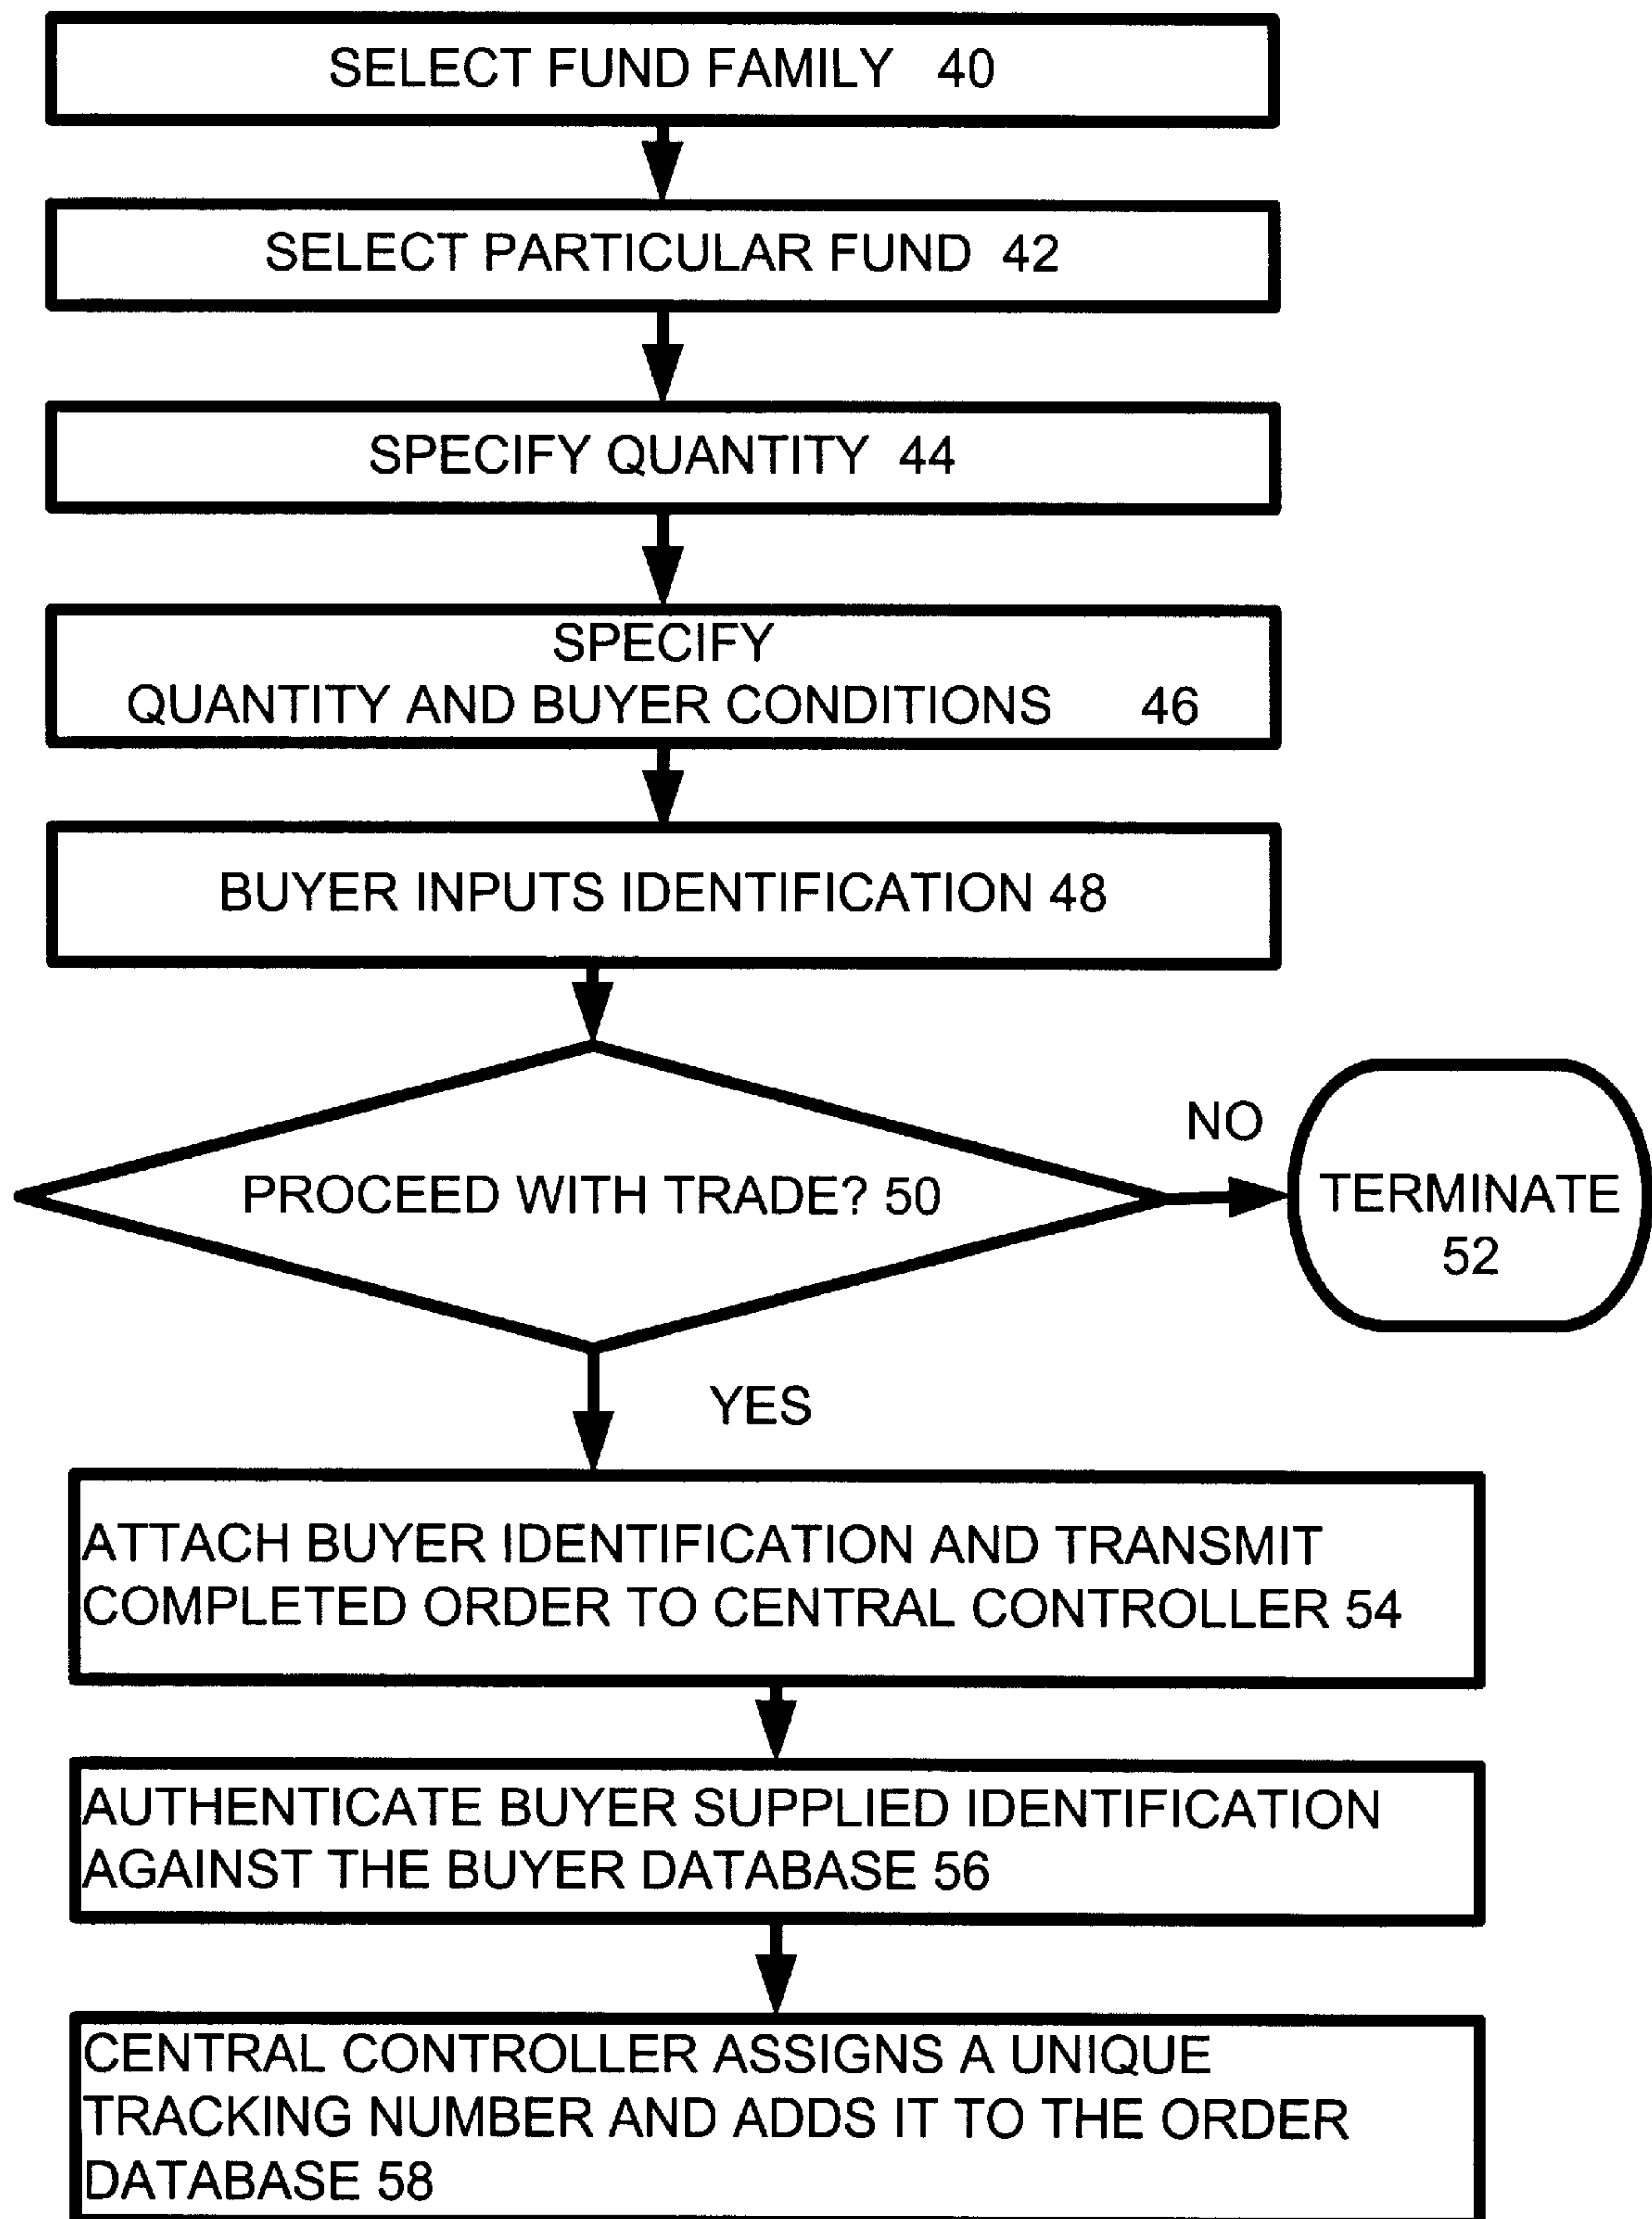 SELECT FUND FAMILY 40
SELECT PARTICULAR FUND 42
SPECIFY QUANTITY 44
SPECIFY
QUANTITY AND BUYER CONDITIONS 46
BUYER INPUTS IDENTIFICATION 48
PROCEED WITH TRADE? 50
NO
TERMINATE
52
YES
ATTACH BUYER IDENTIFICATION AND TRANSMIT
COMPLETED ORDER TO CENTRAL CONTROLLER 54
AUTHENTICATE BUYER SUPPLIED IDENTIFICATION
AGAINST THE BUYER DATABASE 56
CENTRAL CONTROLLER ASSIGNS A UNIQUE
TRACKING NUMBER AND ADDS IT TO THE ORDER
DATABASE 58